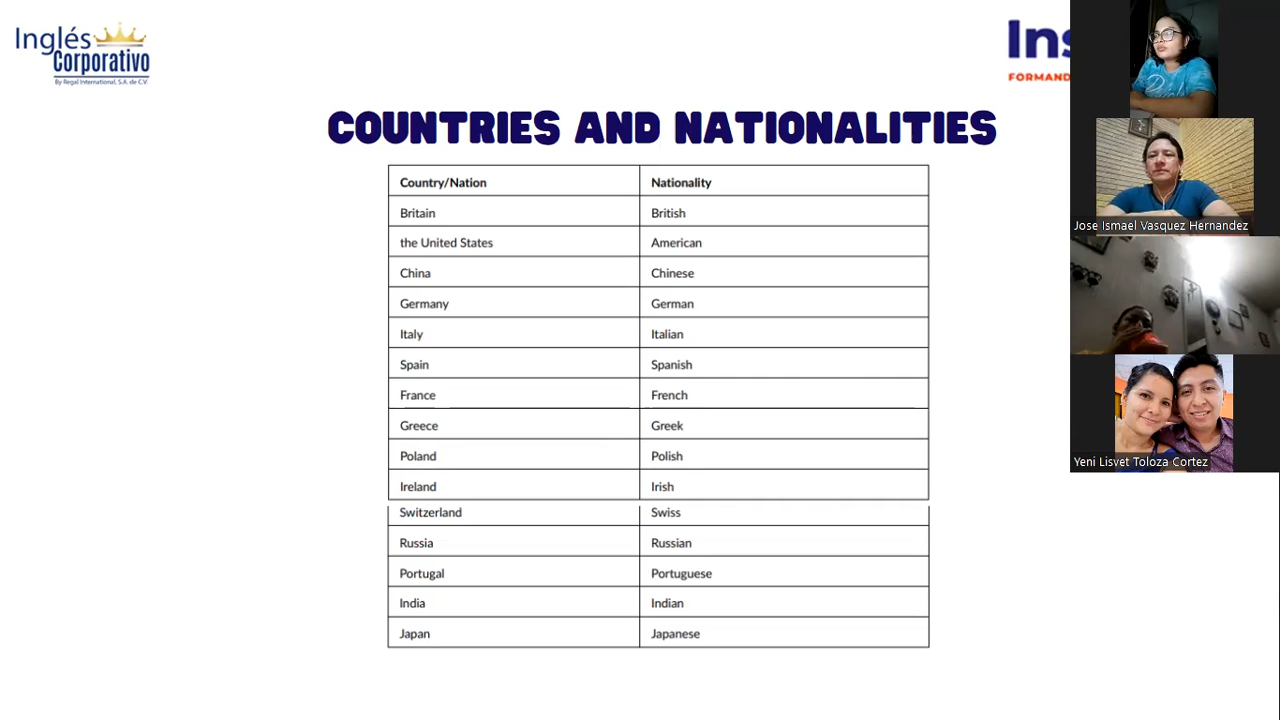 Inglés
Corporativo
By Regal International, S.A. de C.V.
Ins
FORMAND
COUNTRIES AND NATIONALITIES
Country/Nation Nationality
Britain British
the United States American
China Chinese
Germany German
Italy Italian
Spain Spanish
France French
Greece Greek
Poland Polish
Ireland Irish
Switzerland Swiss
Russia Russian
Portugal Portuguese
India Indian
Japan Japanese
Jose Ismael Vasquez Hernandez
Yeni Lisvet Toloza Cortez